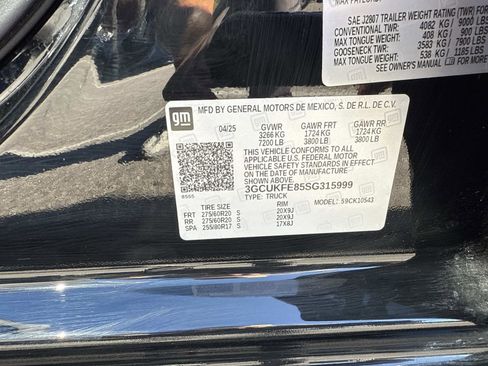 MAX PAYLOAD
SAE J2807 TRAILER WEIGHT RATING (TWR) FOR
CONVENTIONAL TWR: 4082 KG / 9000 LBS
MAX TONGUE WEIGHT: 408 KG / 900 LBS
GOOSENECK TWR: 3583 KG / 7900 LBS
MAX TONGUE WEIGHT: 538 KG / 1185 LBS
SEE OWNER'S MANUAL FOR MORE
gm
MFD BY GENERAL MOTORS DE MEXICO, S. DE R.L. DE C.V.
04/25 GVWR GAWR FRT GAWR RR
3266 KG 1724 KG 1724 KG
7200 LB 3800 LB 3800 LB
THIS VEHICLE CONFORMS TO ALL APPLICABLE
U.S. FEDERAL MOTOR VEHICLE SAFETY
STANDARDS IN EFFECT ON THE DATE OF
MANUFACTURE SHOWN ABOVE.
3GCUKFE85SG315999
TYPE: TRUCK MODEL: 59CK10543
TIRE SIZE RIM
FRT 275/60R20 S 20X9J
RR 275/60R20 S 20X9J
SPA 255/80R17 S 17X8J